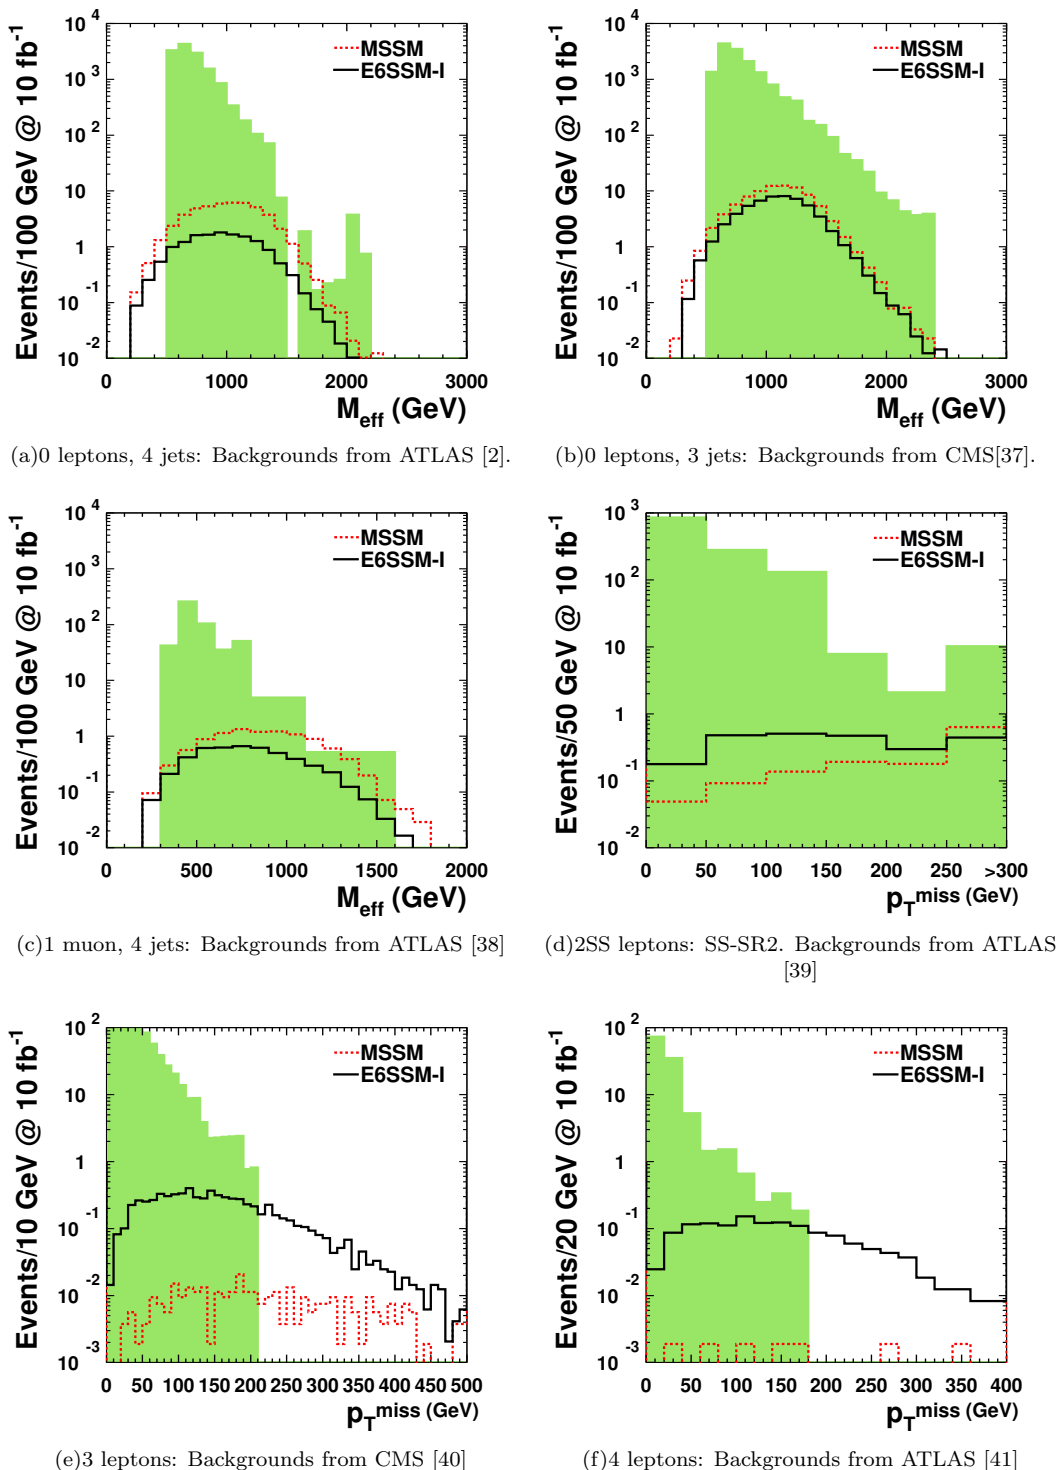 Events/100 GeV @ 10 fb-1
10 4
10 3
10 2
10
1
10 -1
10 -2
MSSM
E6SSM-I
0 1000 2000 3000
Meff (GeV)
(a)0 leptons, 4 jets: Backgrounds from ATLAS [2].
Events/100 GeV @ 10 fb-1
10 4
10 3
10 2
10
1
10 -1
10 -2
MSSM
E6SSM-I
0 1000 2000 3000
Meff (GeV)
(b)0 leptons, 3 jets: Backgrounds from CMS[37].
Events/100 GeV @ 10 fb-1
10 4
10 3
10 2
10
1
10 -1
10 -2
MSSM
E6SSM-I
0 500 1000 1500 2000
Meff (GeV)
(c)1 muon, 4 jets: Backgrounds from ATLAS [38]
Events/50 GeV @ 10 fb-1
10 3
10 2
10
1
10 -1
10 -2
MSSM
E6SSM-I
0 50 100 150 200 250 >300
pTmiss (GeV)
(d)2SS leptons: SS-SR2. Backgrounds from ATLAS
[39]
Events/10 GeV @ 10 fb-1
10 2
10
1
10 -1
10 -2
10 -3
MSSM
E6SSM-I
0 50 100 150 200 250 300 350 400 450 500
pTmiss (GeV)
(e)3 leptons: Backgrounds from CMS [40]
Events/20 GeV @ 10 fb-1
10 2
10
1
10 -1
10 -2
10 -3
MSSM
E6SSM-I
0 50 100 150 200 250 300 350 400
pTmiss (GeV)
(f)4 leptons: Backgrounds from ATLAS [41]